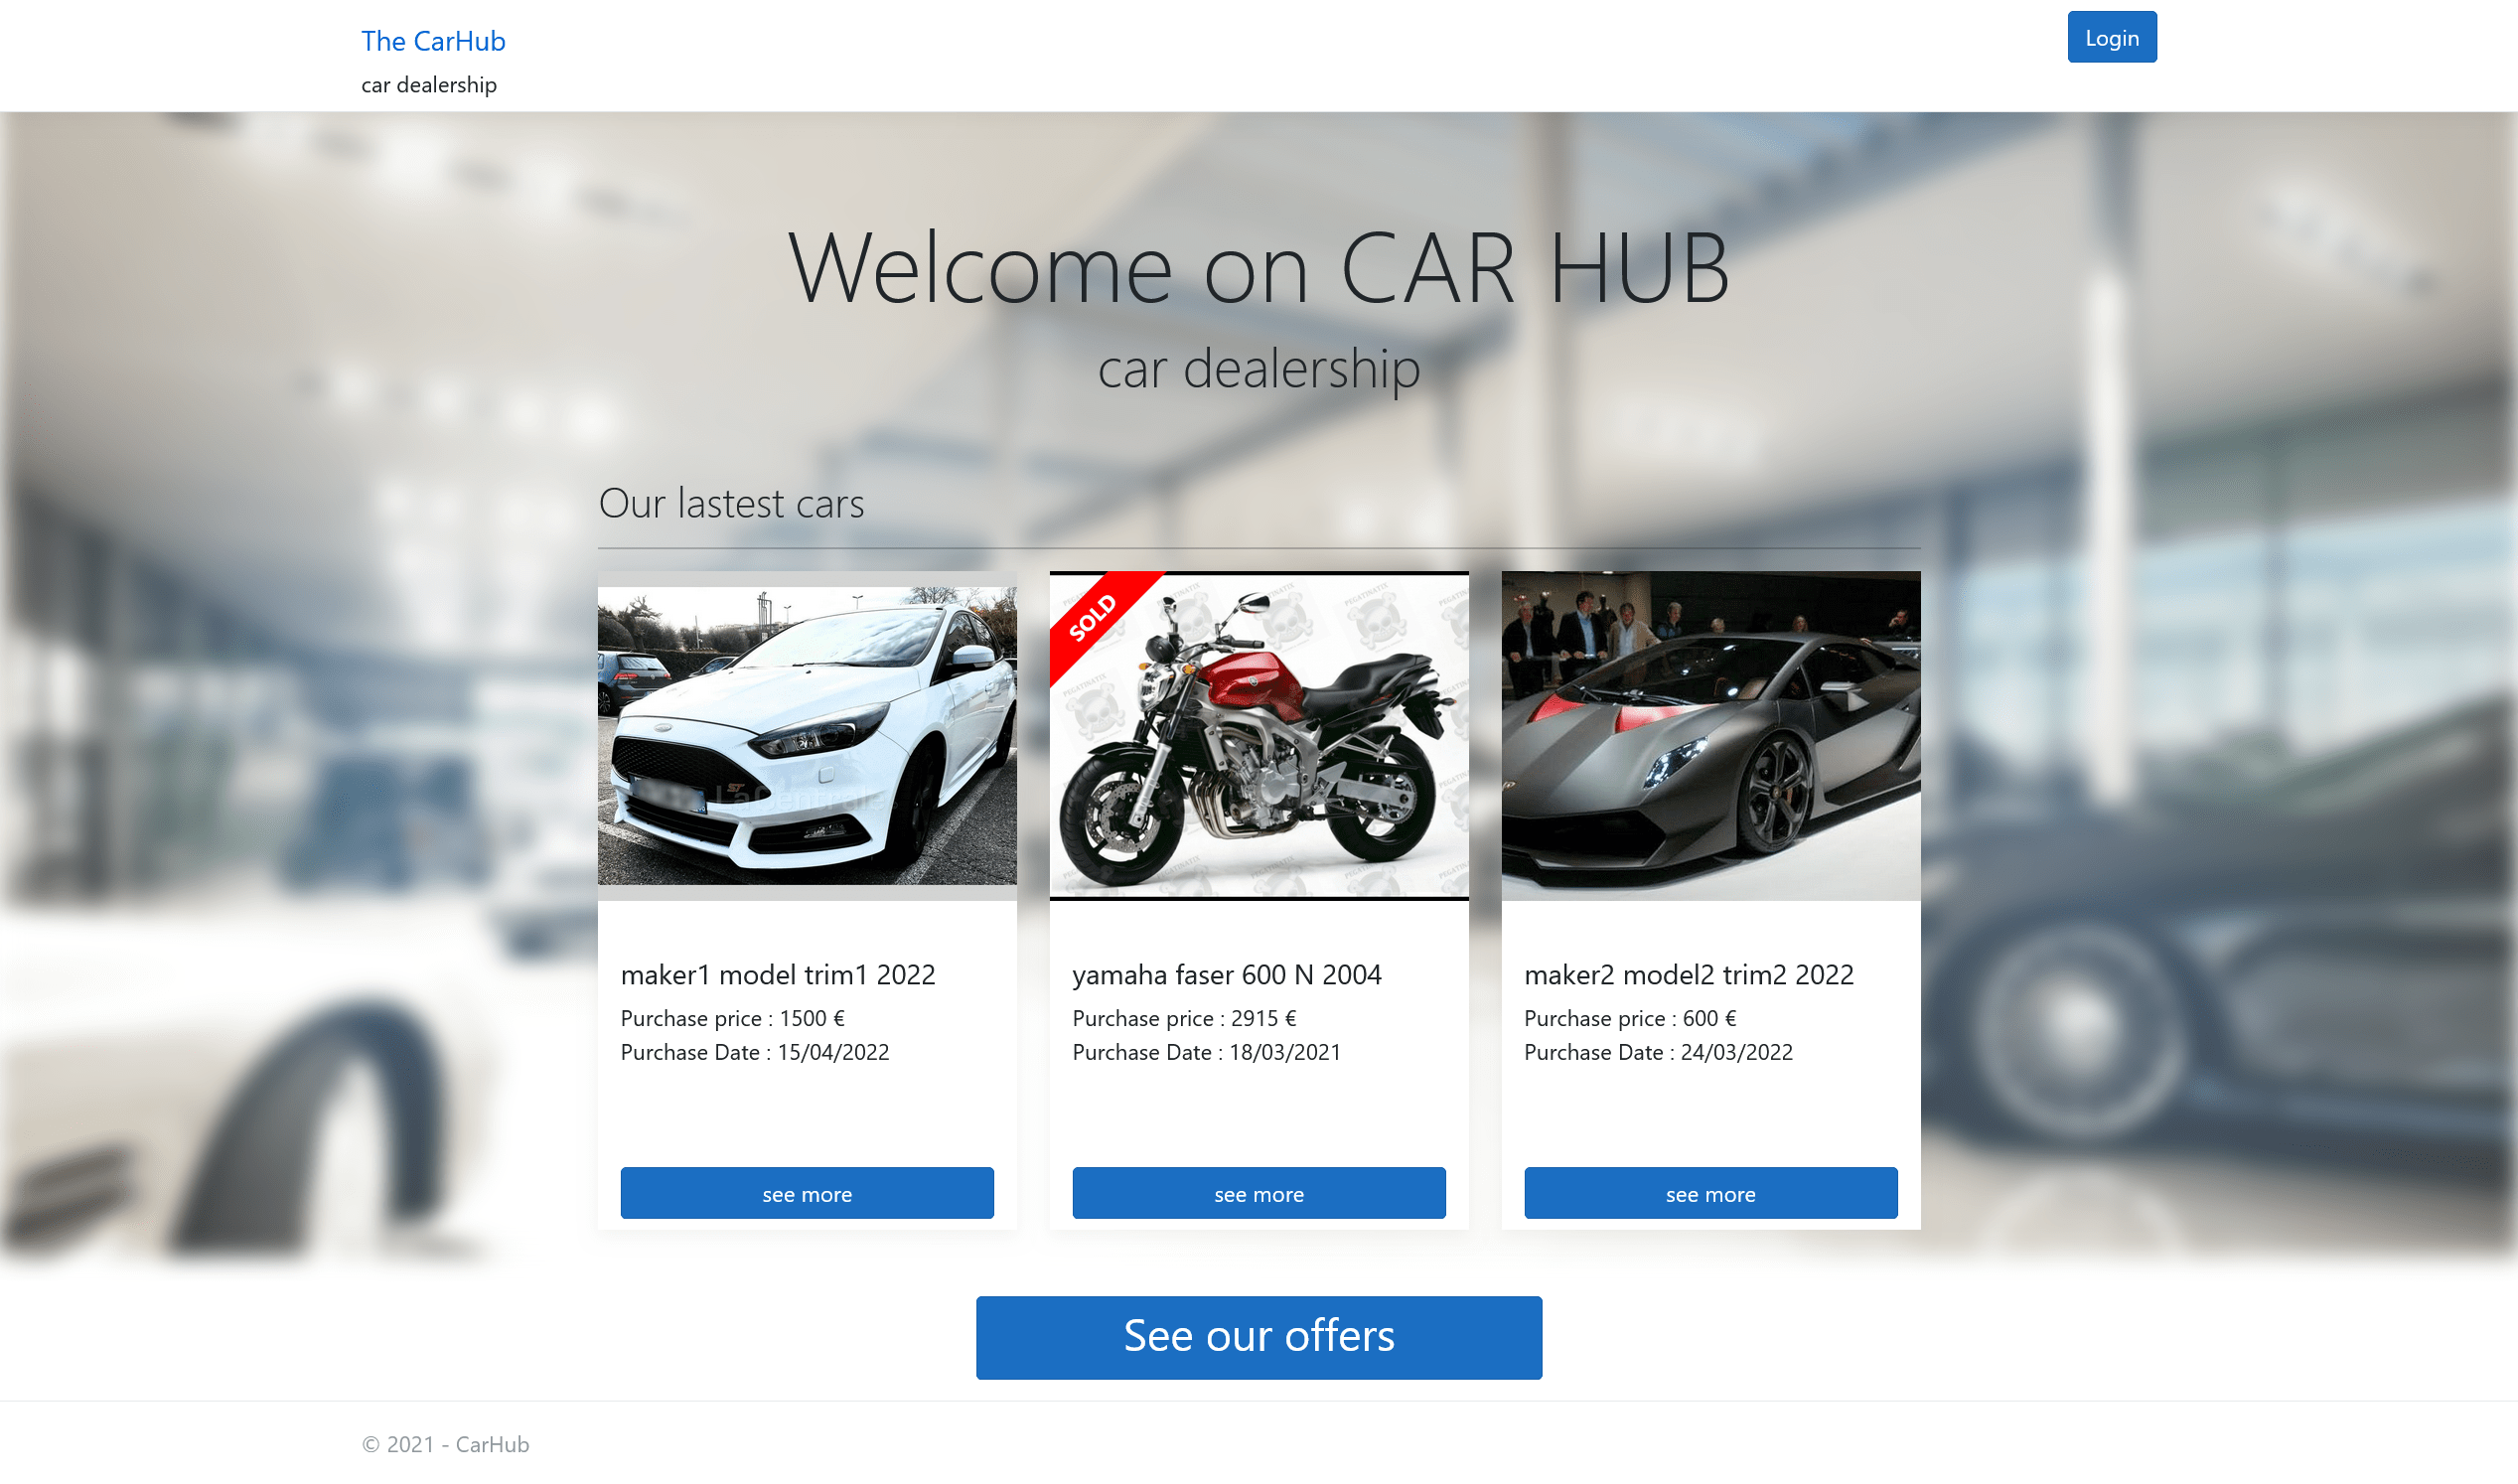 The CarHub
Login
car dealership
Welcome on CAR HUB
car dealership
Our lastest cars
SOLD
PEGATINATIX
LaCentrale
ST
maker1 model trim1 2022
Purchase price : 1500 €
Purchase Date : 15/04/2022
see more
yamaha faser 600 N 2004
Purchase price : 2915 €
Purchase Date : 18/03/2021
see more
maker2 model2 trim2 2022
Purchase price : 600 €
Purchase Date : 24/03/2022
see more
See our offers
© 2021 - CarHub